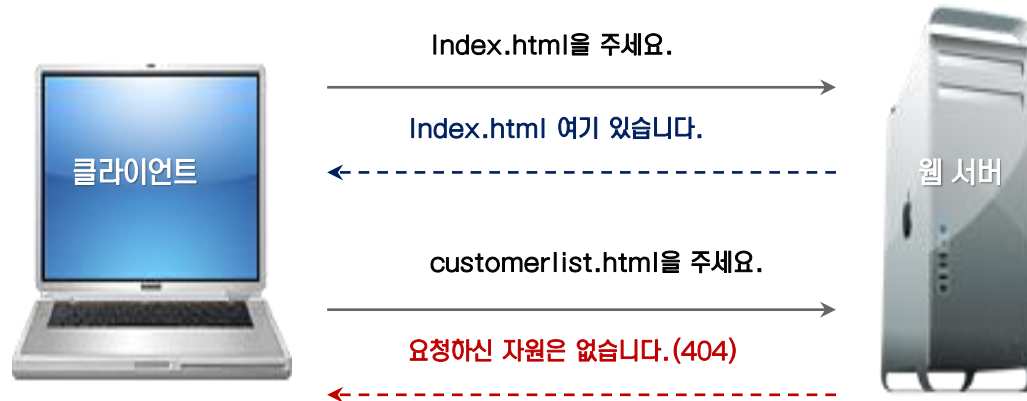 Index.html을 주세요.
Index.html 여기 있습니다.
클라이언트
웹 서버
customerlist.html을 주세요.
요청하신 자원은 없습니다.(404)